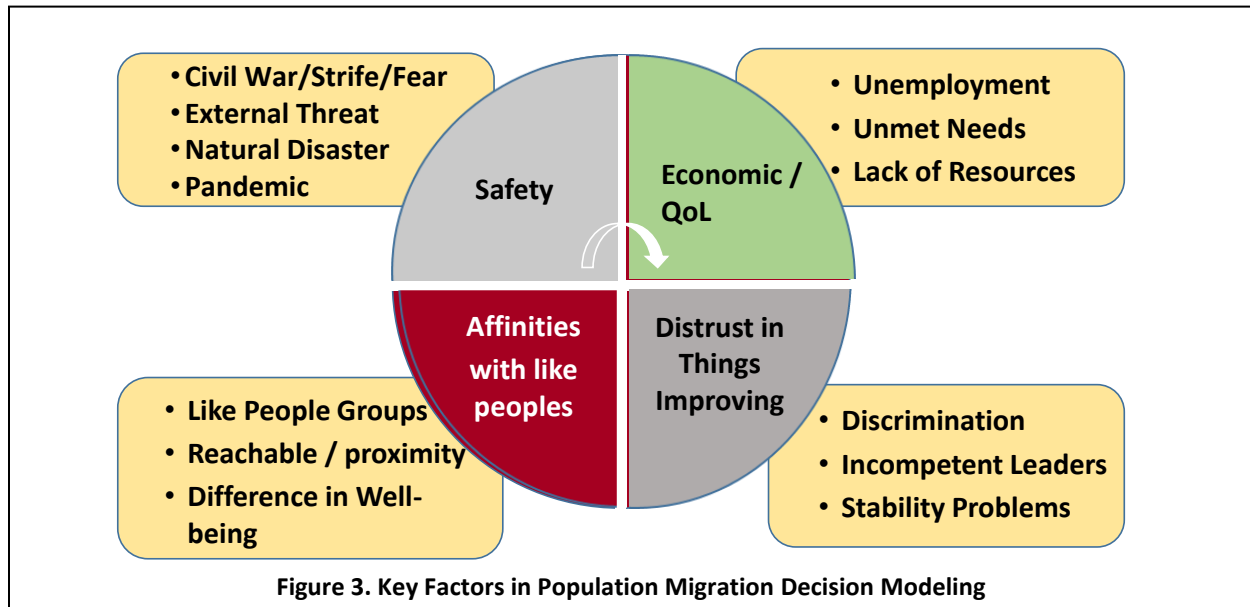 • Civil War/Strife/Fear
• External Threat
• Natural Disaster
• Pandemic
Safety
Economic /
QoL
• Unemployment
• Unmet Needs
• Lack of Resources
Affinities
with like
peoples
• Like People Groups
• Reachable / proximity
• Difference in Well-
being
Distrust in
Things
Improving
• Discrimination
• Incompetent Leaders
• Stability Problems
Figure 3. Key Factors in Population Migration Decision Modeling